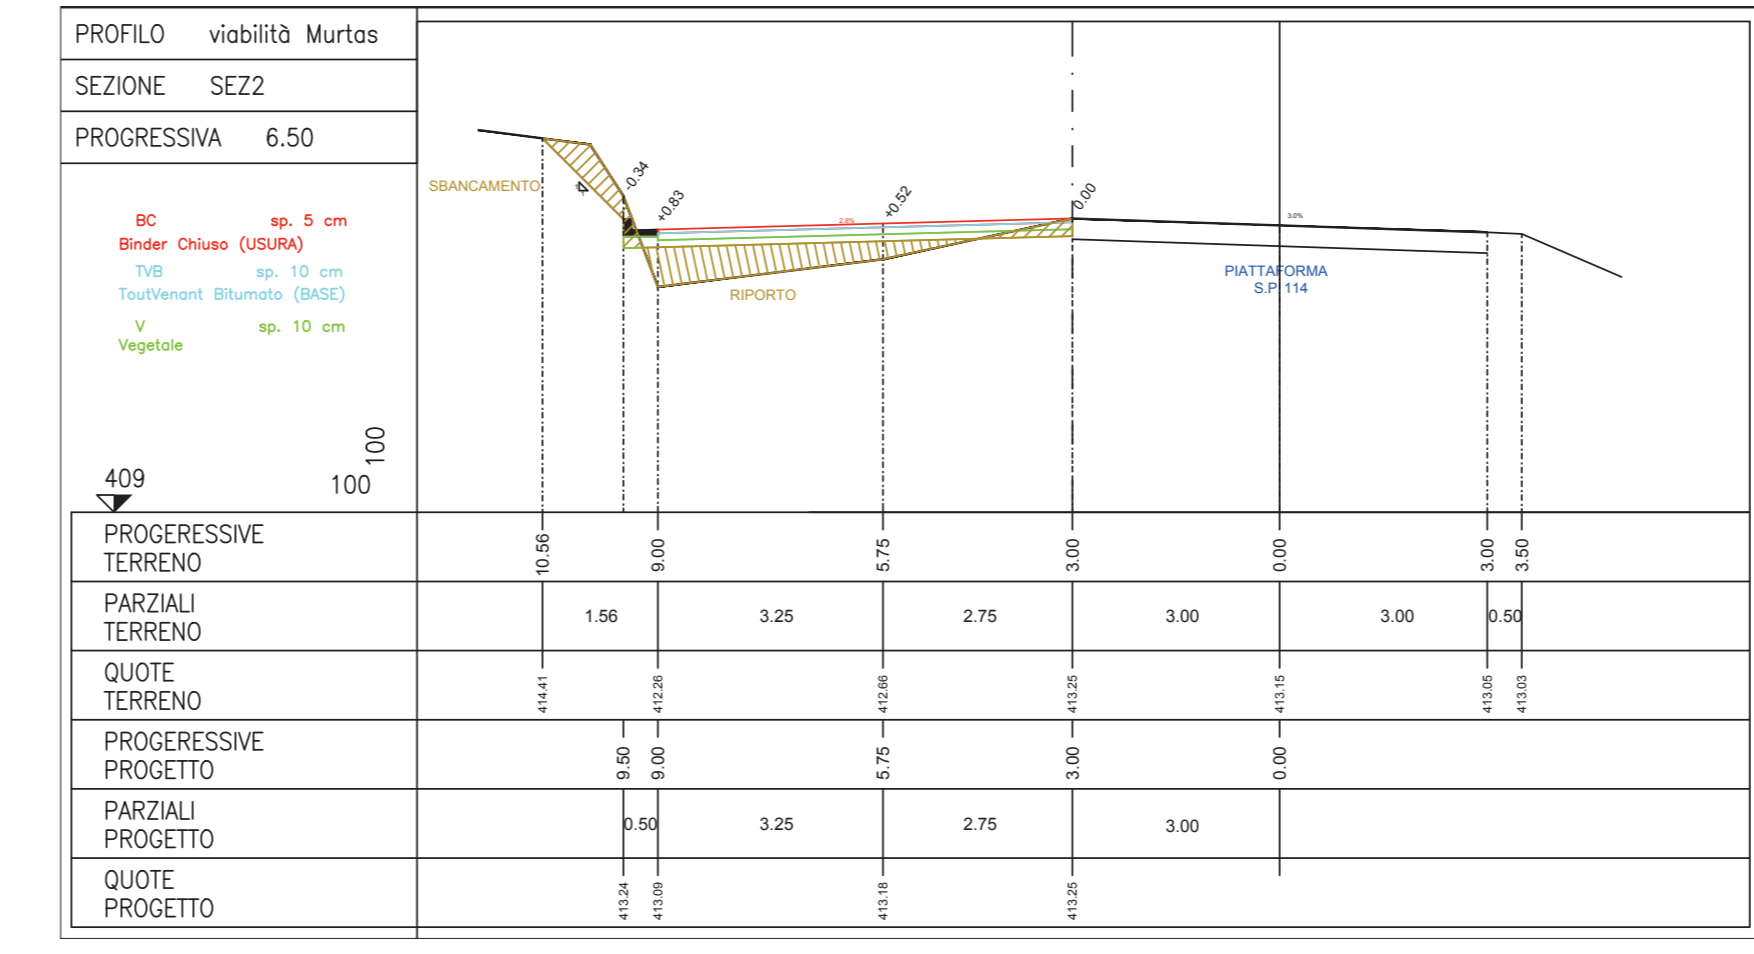 PROFILO viabilità Murtas
SEZIONE SEZ2
PROGRESSIVA 6.50
BC sp. 5 cm
Binder Chiuso (USURA)
TVB sp. 10 cm
ToutVenant Bitumato (BASE)
V sp. 10 cm
Vegetale
100
409
100
SBANCAMENTO
-0.34
+0.83
2.8%
+0.52
0.00
3.0%
RIPORTO
PIATTAFORMA
S.P. 114
PROGERESSIVE
TERRENO
10.56 9.00 5.75 3.00 0.00 3.00 3.50
PARZIALI
TERRENO
1.56 3.25 2.75 3.00 3.00 0.50
QUOTE
TERRENO
414.41 412.26 412.66 413.25 413.15 413.05 413.03
PROGERESSIVE
PROGETTO
9.50 9.00 5.75 3.00 0.00
PARZIALI
PROGETTO
0.50 3.25 2.75 3.00
QUOTE
PROGETTO
413.24 413.09 413.18 413.25